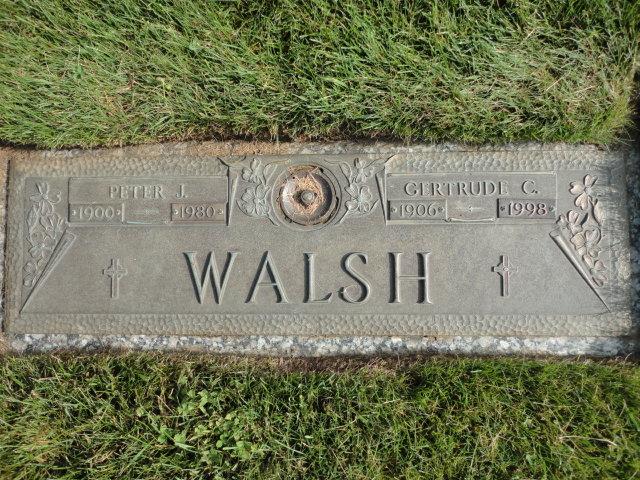 PETER J.
1900 1980
GERTRUDE C.
1906 1998
WALSH